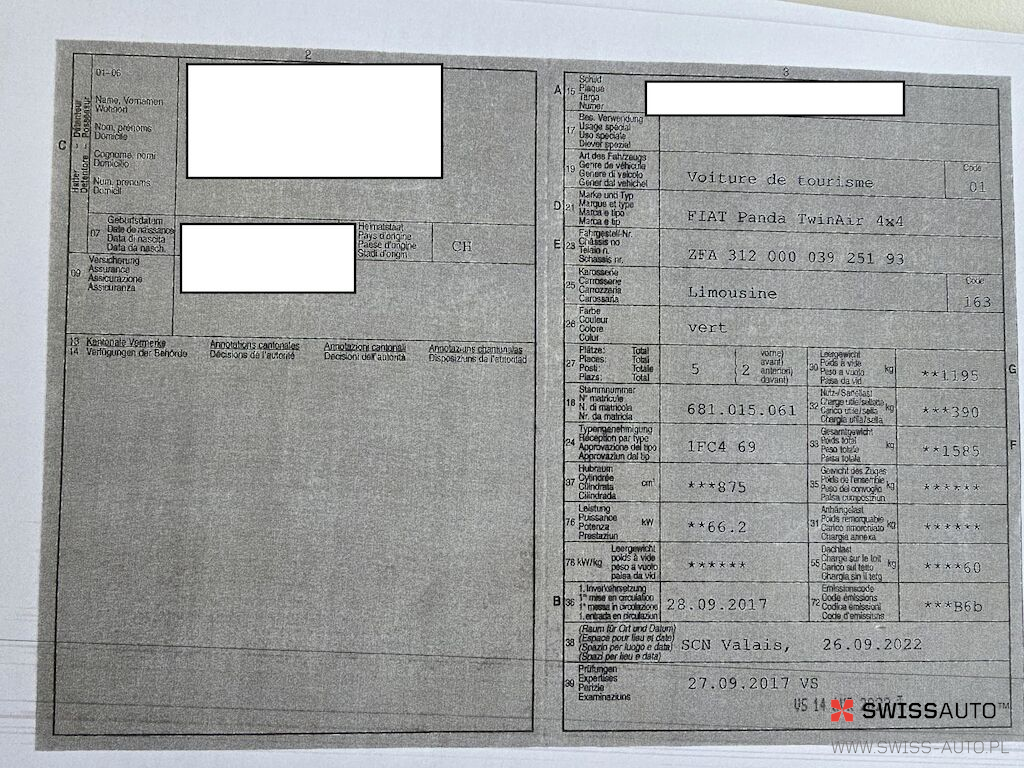 2
01-06
Name, Vornamen
Wohnort
Nom, prénoms
Domicile
Cognome, nomi
Domicilio
Num, prenoms
Domicil
C
07
Geburtsdatum
Date de naissance
Data di nascita
Data da nasch.
Heimatstaat
Pays d'origine
Paese d'origine
Stadi d'origin
CH
09
Versicherung
Assurance
Assicurazione
Assicuranza
13 Kantonale Vermerke
Annotations cantonales
Annotazioni cantonali
Annotaziuns chantunalas
14 Verfügungen der Behörde
Décisions de l'autorité
Decisioni dell'autorità
Disposiziuns da l'autoritad
3
A
15
Schild
Plaque
Targa
Numer
17
Bes. Verwendung
Usage spécial
Uso speciale
Diever spezial
19
Art des Fahrzeugs
Genre de véhicule
Genere di veicolo
Gener dal vehichel
Voiture de tourisme
Code
01
D
21
Marke und Typ
Marque et type
Marca e tipo
Marca e tip
FIAT Panda TwinAir 4x4
E
23
Fahrgestell-Nr.
Châssis no
Telaio n.
Schassis nr.
ZFA 312 000 039 251 93
25
Karosserie
Carrosserie
Carrozzeria
Carossaria
Limousine
Code
163
26
Farbe
Couleur
Colore
Colur
vert
27
Plätze: Total
Places: Total
Posti: Totale
Plazs: Total
5
(2
vorne)
avant)
anteriori)
davant)
30
Leergewicht
Poids à vide
Peso a vuoto
Paisa da vid
kg
**1195
G
18
Stammnummer
N° matricule
N. di matricola
Nr. da matricla
681.015.061
32
Nutz-/Sattellast
Charge utile/sellette
Carico utile/sella
Chargia utila/sella
kg
***390
24
Typengenehmigung
Réception par type
Approvazione del tipo
Approvaziun dal tip
1FC4 69
33
Gesamtgewicht
Poids total
Peso totale
Paisa totala
kg
**1585
F
37
Hubraum
Cylindrée
Cilindrata
Cilindrada
cm³
***875
35
Gewicht des Zuges
Poids de l'ensemble
Peso del convoglio
Paisa cumposiziun
kg
******
76
Leistung
Puissance
Potenza
Prestaziun
kW
**66.2
31
Anhängelast
Poids remorquable
Carico rimorchiato
Chargia annexa
kg
******
78 kW/kg
Leergewicht
poids à vide
peso a vuoto
paisa da vid
******
55
Dachlast
Charge sur le toit
Carico sul tetto
Chargia sin il tetg
kg
****60
B
36
1. Inverkehrsetzung
1re mise en circulation
1a messa in circolazione
1. entrada en circulaziun
28.09.2017
72
Emissionscode
Code émissions
Codice emissioni
Code d'emissiuns
***B6b
38
(Raum für Ort und Datum)
(Espace pour lieu et date)
(Spazio per luogo e data)
(Spazi per lieu e data)
SCN Valais, 26.09.2022
39
Prüfungen
Expertises
Perizie
Examinaziuns
27.09.2017 VS
VS 14
SWISSAUTO™
WWW.SWISS-AUTO.PL